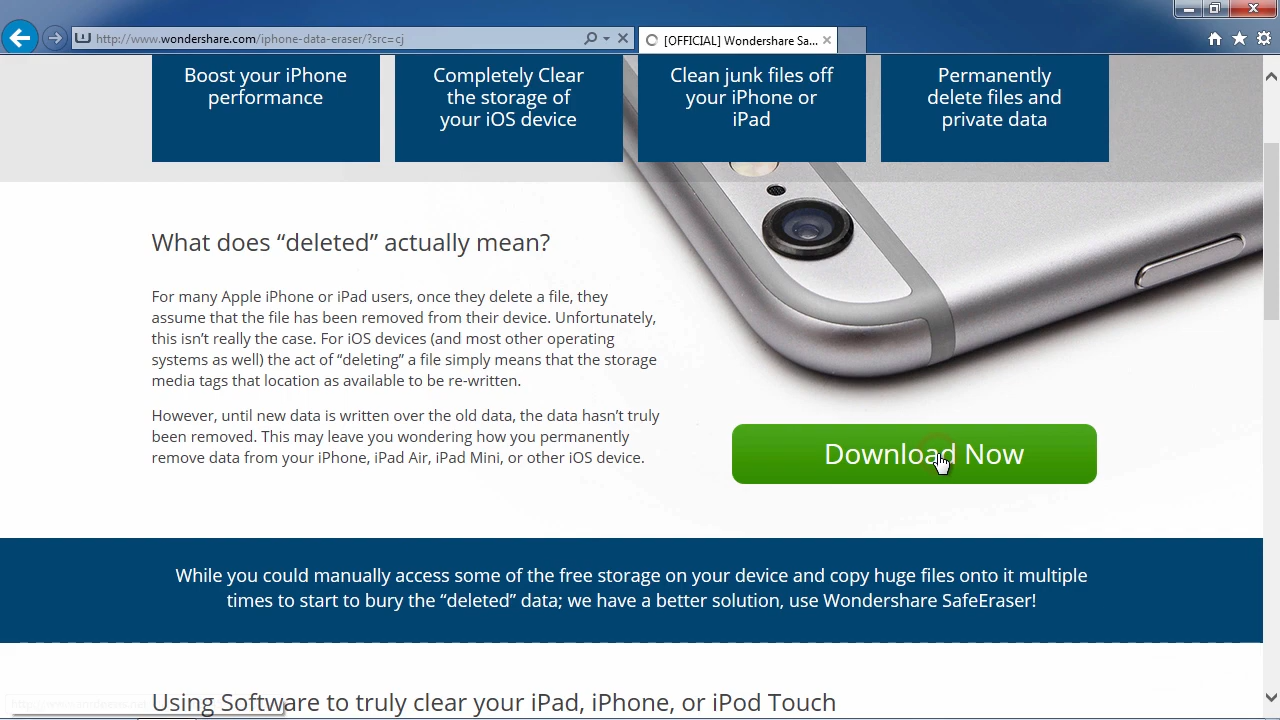 http://www.wondershare.com/iphone-data-eraser/?src=cj
[OFFICIAL] Wondershare Sa...
Boost your iPhone
performance
Completely Clear
the storage of
your iOS device
Clean junk files off
your iPhone or
iPad
Permanently
delete files and
private data
What does “deleted” actually mean?
For many Apple iPhone or iPad users, once they delete a file, they
assume that the file has been removed from their device. Unfortunately,
this isn’t really the case. For iOS devices (and most other operating
systems as well) the act of “deleting” a file simply means that the storage
media tags that location as available to be re-written.
However, until new data is written over the old data, the data hasn’t truly
been removed. This may leave you wondering how you permanently
remove data from your iPhone, iPad Air, iPad Mini, or other iOS device.
Download Now
While you could manually access some of the free storage on your device and copy huge files onto it multiple
times to start to bury the “deleted” data; we have a better solution, use Wondershare SafeEraser!
Using Software to truly clear your iPad, iPhone, or iPod Touch